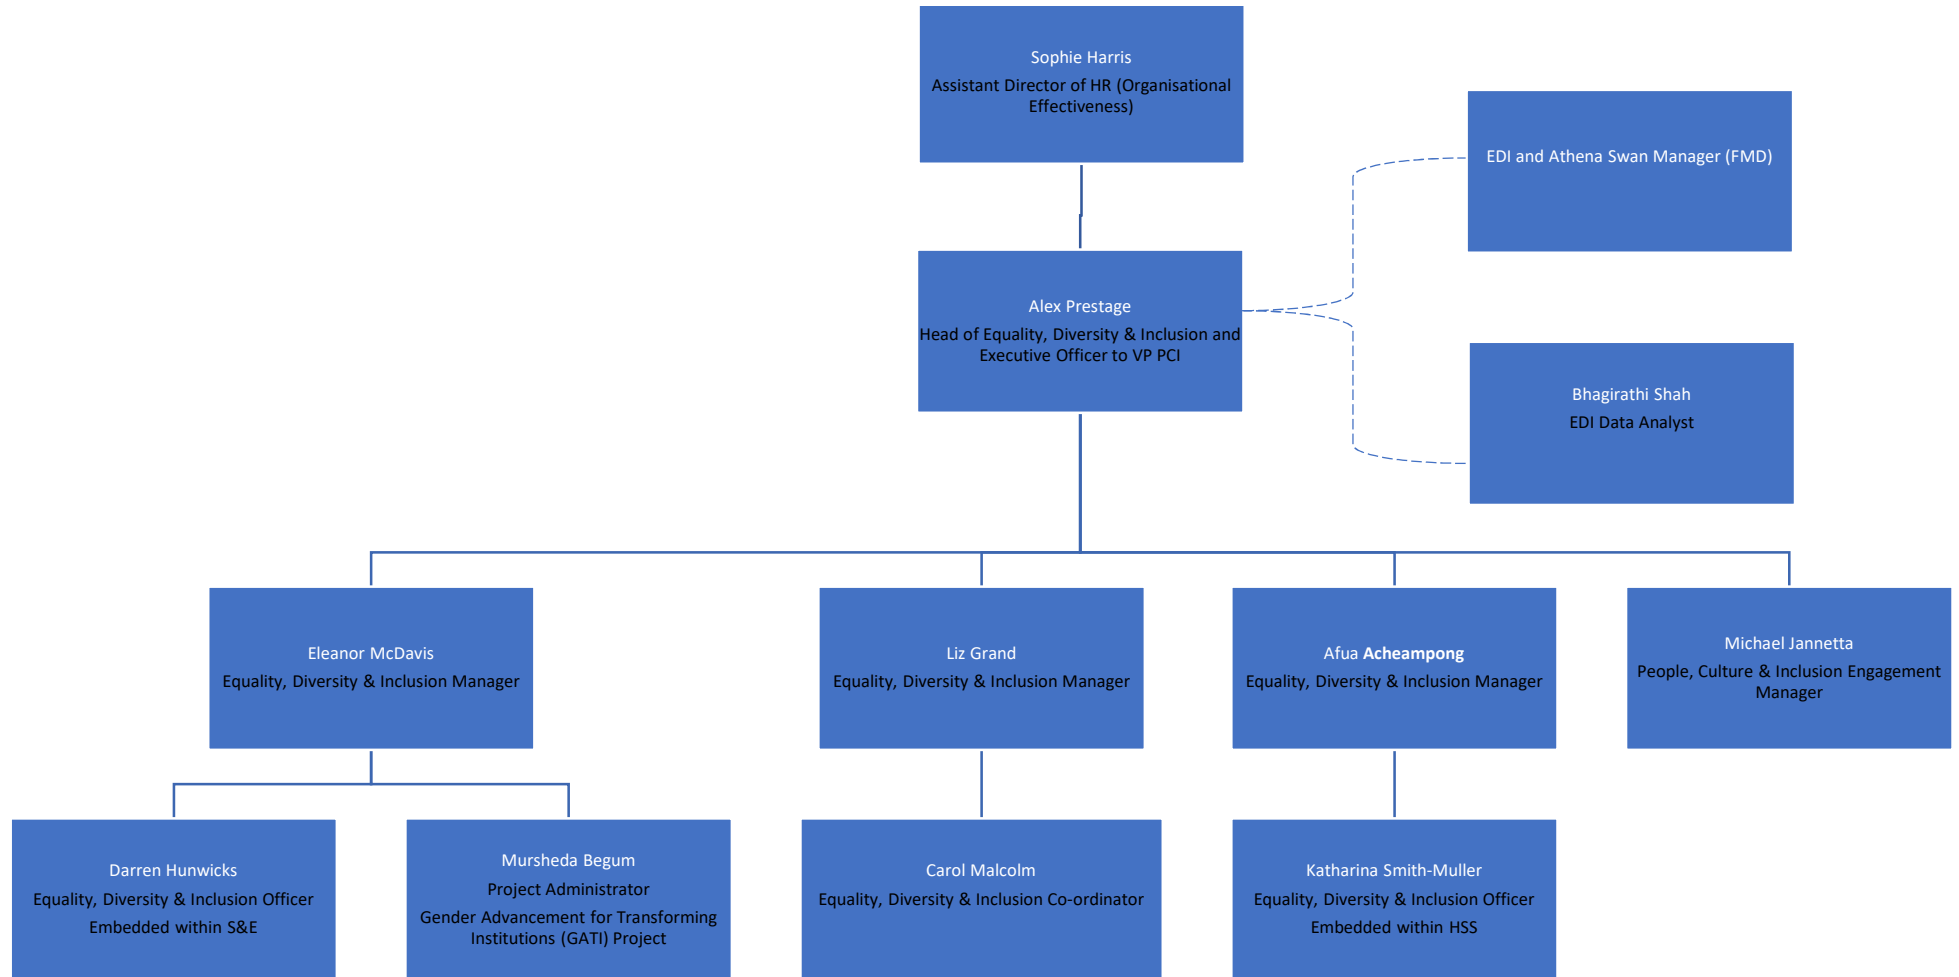 Sophie Harris
Assistant Director of HR (Organisational
Effectiveness)
EDI and Athena Swan Manager (FMD)
Alex Prestage
Head of Equality, Diversity & Inclusion and
Executive Officer to VP PCI
Bhagirathi Shah
EDI Data Analyst
Eleanor McDavis
Equality, Diversity & Inclusion Manager
Liz Grand
Equality, Diversity & Inclusion Manager
Afua Acheampong
Equality, Diversity & Inclusion Manager
Michael Jannetta
People, Culture & Inclusion Engagement
Manager
Darren Hunwicks
Equality, Diversity & Inclusion Officer
Embedded within S&E
Mursheda Begum
Project Administrator
Gender Advancement for Transforming
Institutions (GATI) Project
Carol Malcolm
Equality, Diversity & Inclusion Co-ordinator
Katharina Smith-Muller
Equality, Diversity & Inclusion Officer
Embedded within HSS